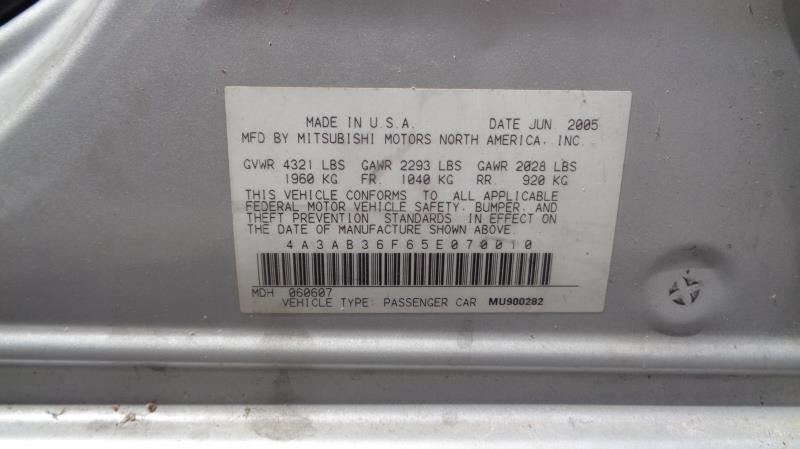 MADE IN U.S.A. DATE JUN. 2005
MFD BY MITSUBISHI MOTORS NORTH AMERICA, INC.
GVWR 4321 LBS GAWR 2293 LBS GAWR 2028 LBS
1960 KG FR. 1040 KG RR. 920 KG
THIS VEHICLE CONFORMS TO ALL APPLICABLE
FEDERAL MOTOR VEHICLE SAFETY, BUMPER, AND
THEFT PREVENTION STANDARDS IN EFFECT ON
THE DATE OF MANUFACTURE SHOWN ABOVE.
4A3AB36F65E070010
MDH 060607
VEHICLE TYPE: PASSENGER CAR MU900282